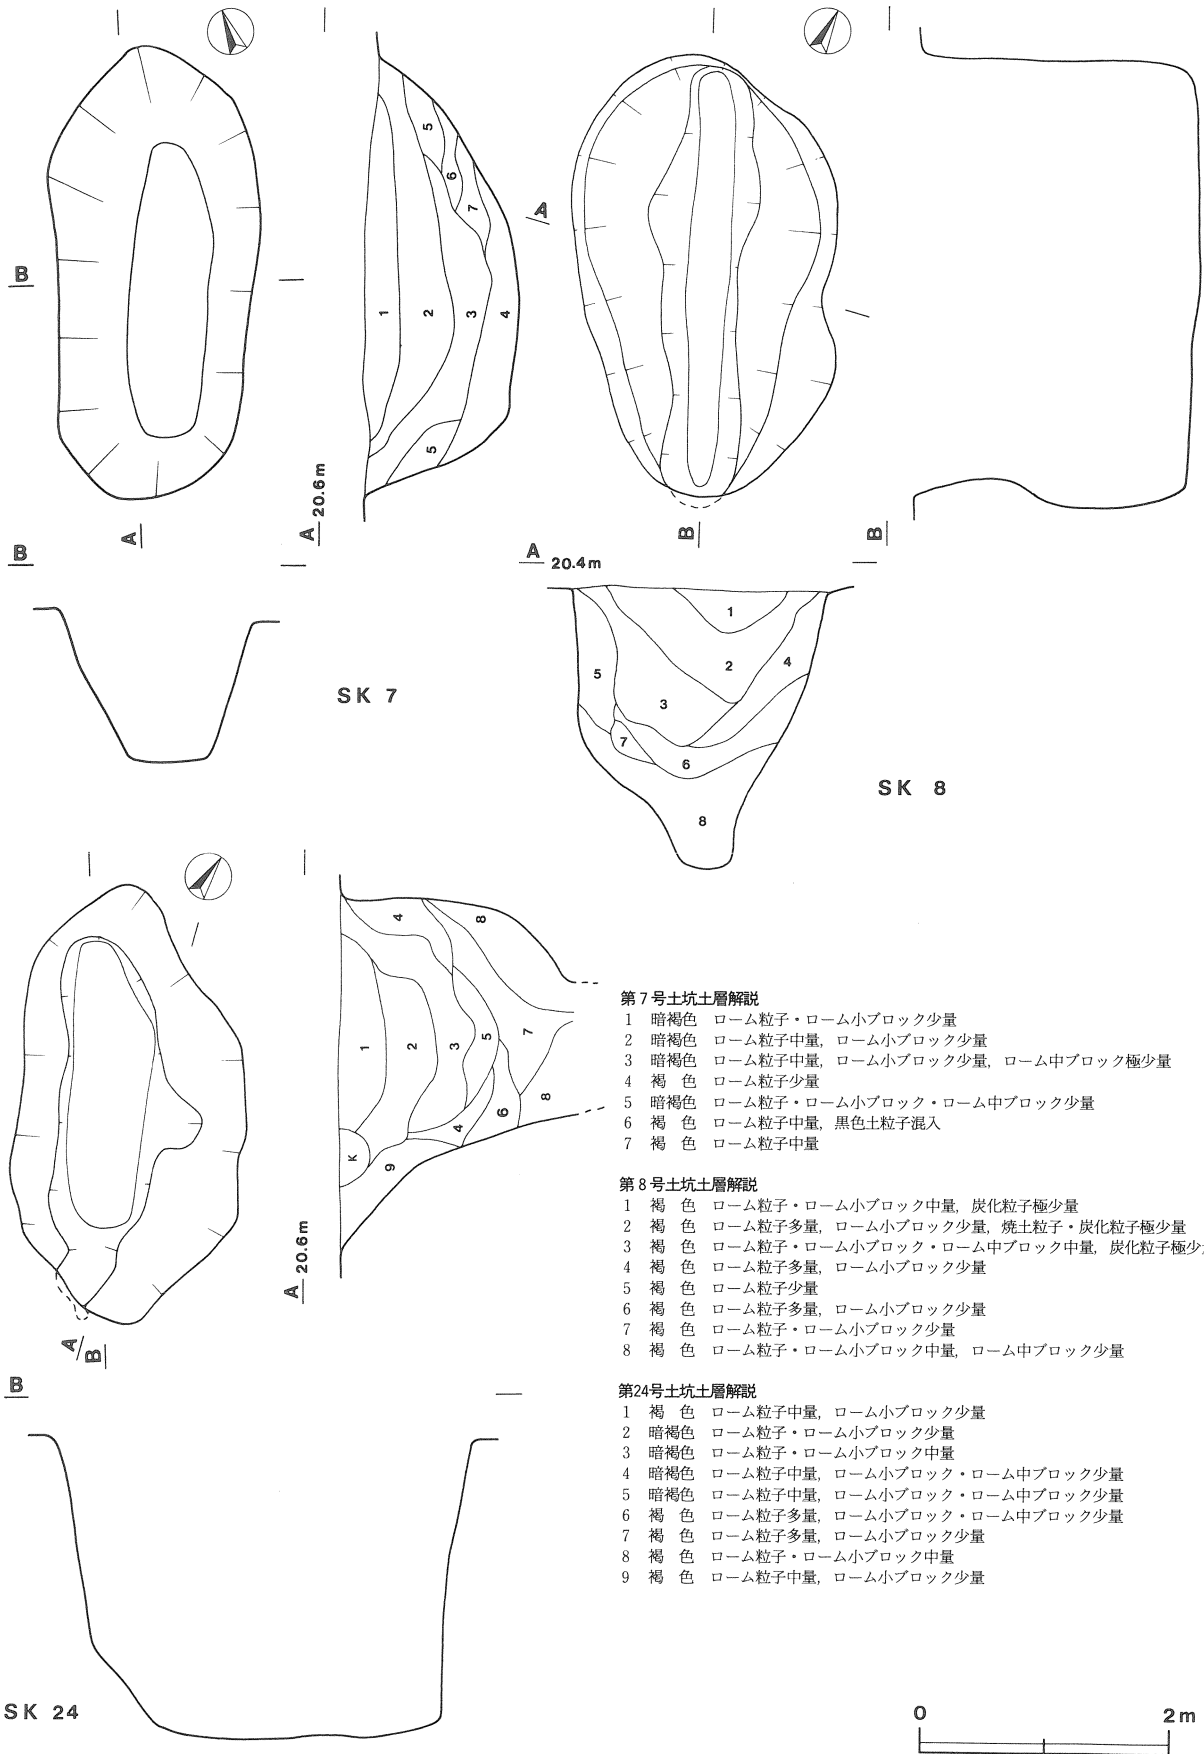 B
A
A 20.6m
5
6
7
1
2
3
4
5
B
SK 7
A
B
B
A 20.4m
1
2
3
4
5
6
7
8
SK 8
4
8
1
2
3
5
7
4
6
8
K
9
A 20.6m
A
B
B
SK 24
第7号土坑土層解説
1 暗褐色 ローム粒子・ローム小ブロック少量
2 暗褐色 ローム粒子中量，ローム小ブロック少量
3 暗褐色 ローム粒子中量，ローム小ブロック少量，ローム中ブロック極少量
4 褐 色 ローム粒子少量
5 暗褐色 ローム粒子・ローム小ブロック・ローム中ブロック少量
6 褐 色 ローム粒子中量，黒色土粒子混入
7 褐 色 ローム粒子中量
第8号土坑土層解説
1 褐 色 ローム粒子・ローム小ブロック中量，炭化粒子極少量
2 褐 色 ローム粒子多量，ローム小ブロック少量，焼土粒子・炭化粒子極少量
3 褐 色 ローム粒子・ローム小ブロック・ローム中ブロック中量，炭化粒子極少
4 褐 色 ローム粒子多量，ローム小ブロック少量
5 褐 色 ローム粒子少量
6 褐 色 ローム粒子多量，ローム小ブロック少量
7 褐 色 ローム粒子・ローム小ブロック少量
8 褐 色 ローム粒子・ローム小ブロック中量，ローム中ブロック少量
第24号土坑土層解説
1 褐 色 ローム粒子中量，ローム小ブロック少量
2 暗褐色 ローム粒子・ローム小ブロック少量
3 暗褐色 ローム粒子・ローム小ブロック中量
4 暗褐色 ローム粒子中量，ローム小ブロック・ローム中ブロック少量
5 暗褐色 ローム粒子中量，ローム小ブロック・ローム中ブロック少量
6 褐 色 ローム粒子多量，ローム小ブロック・ローム中ブロック少量
7 褐 色 ローム粒子多量，ローム小ブロック少量
8 褐 色 ローム粒子・ローム小ブロック中量
9 褐 色 ローム粒子中量，ローム小ブロック少量
0 2m